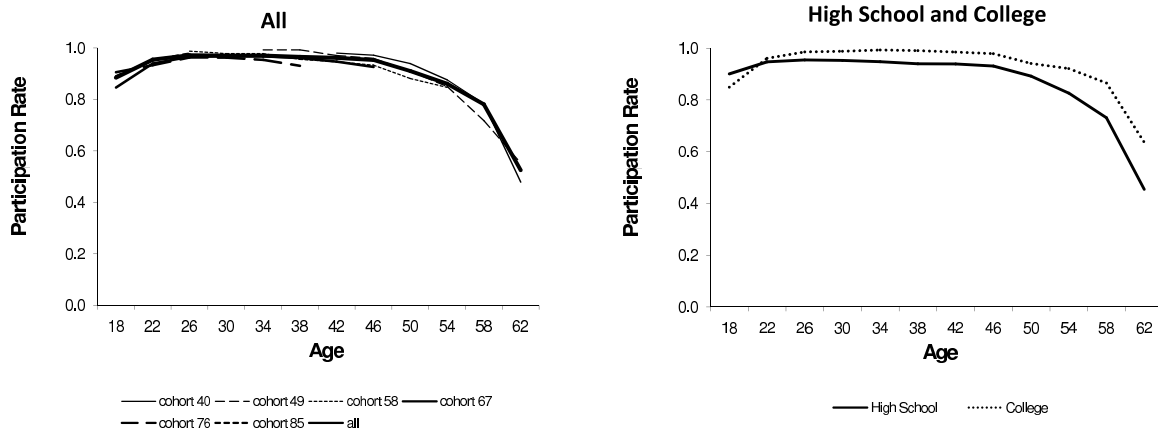 All
Participation Rate
1.0
0.8
0.6
0.4
0.2
0.0
18 22 26 30 34 38 42 46 50 54 58 62
Age
cohort 40 cohort 49 cohort 58 cohort 67
cohort 76 cohort 85 all
High School and College
Participation Rate
1.0
0.8
0.6
0.4
0.2
0.0
18 22 26 30 34 38 42 46 50 54 58 62
Age
High School College